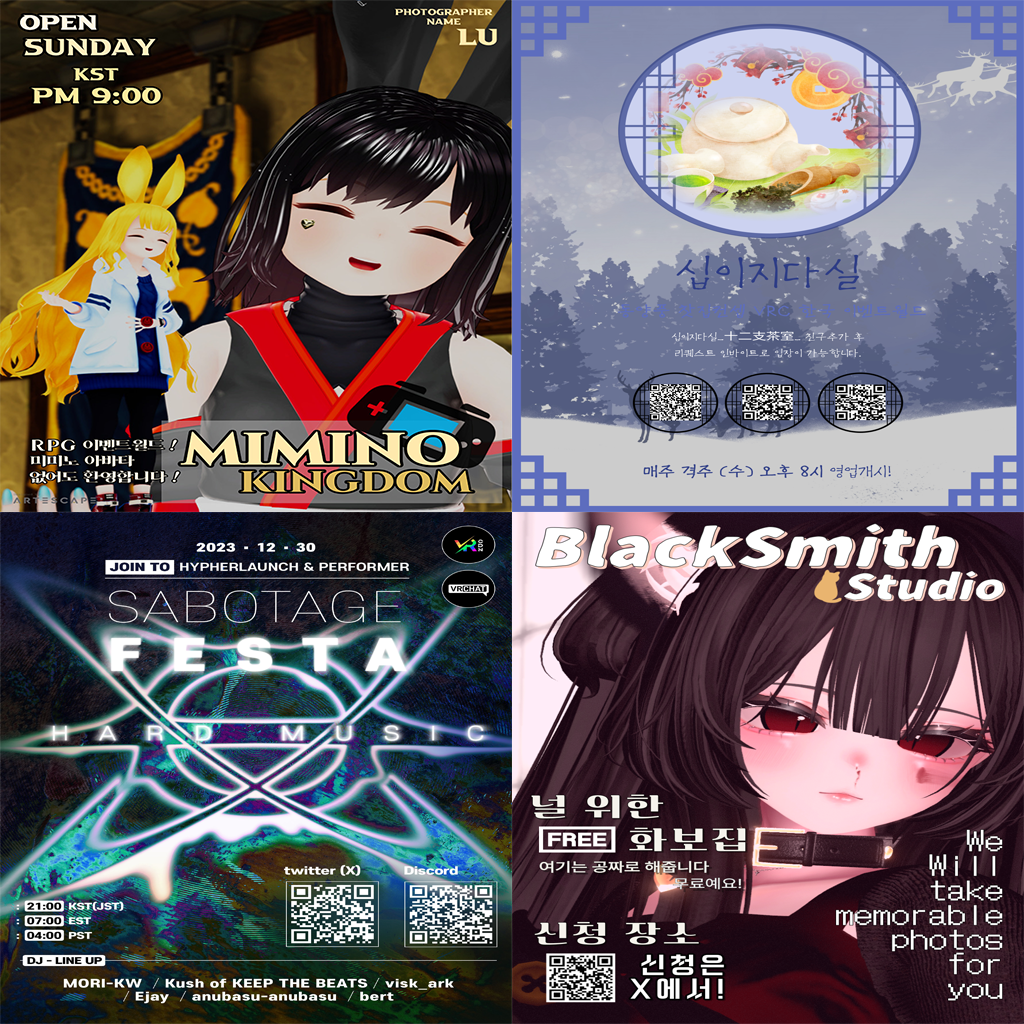 OPEN
SUNDAY
KST
PM 9:00
PHOTOGRAPHER
NAME
LU
RPG 이벤트월드!
미미노 아바타
없어도 환영합니다!
MIMINO
KINGDOM
ARTESCAPE
십이지다실
십이지다실_十二支茶室_ 친구추가 후
리퀘스트 인바이트로 입장이 가능합니다.
매주 격주 (수) 오후 8시 영업개시!
2023 · 12 · 30
JOIN TO HYPHERLAUNCH & PERFORMER
VR ZOO
VRCHAT
SABOTAGE
FESTA
HARD MUSIC
twitter (X)
Discord
: 21:00 KST(JST)
: 07:00 EST
: 04:00 PST
DJ - LINE UP
MORI-KW / Kush of KEEP THE BEATS / visk_ark
/ Ejay / anubasu-anubasu / bert
BlackSmith
Studio
널 위한
FREE 화보집
여기는 공짜로 해줍니다
무료예요!
신청 장소
신청은
X에서!
We
Will
take
memorable
photos
for
you